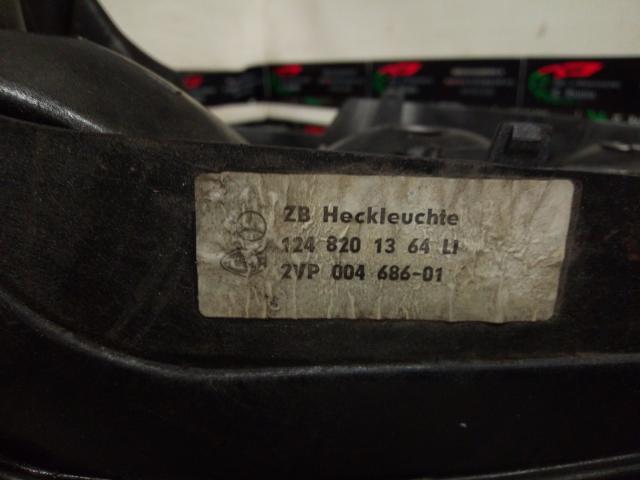 ZB Heckleuchte
124 820 13 64 LI
2VP 004 686-01